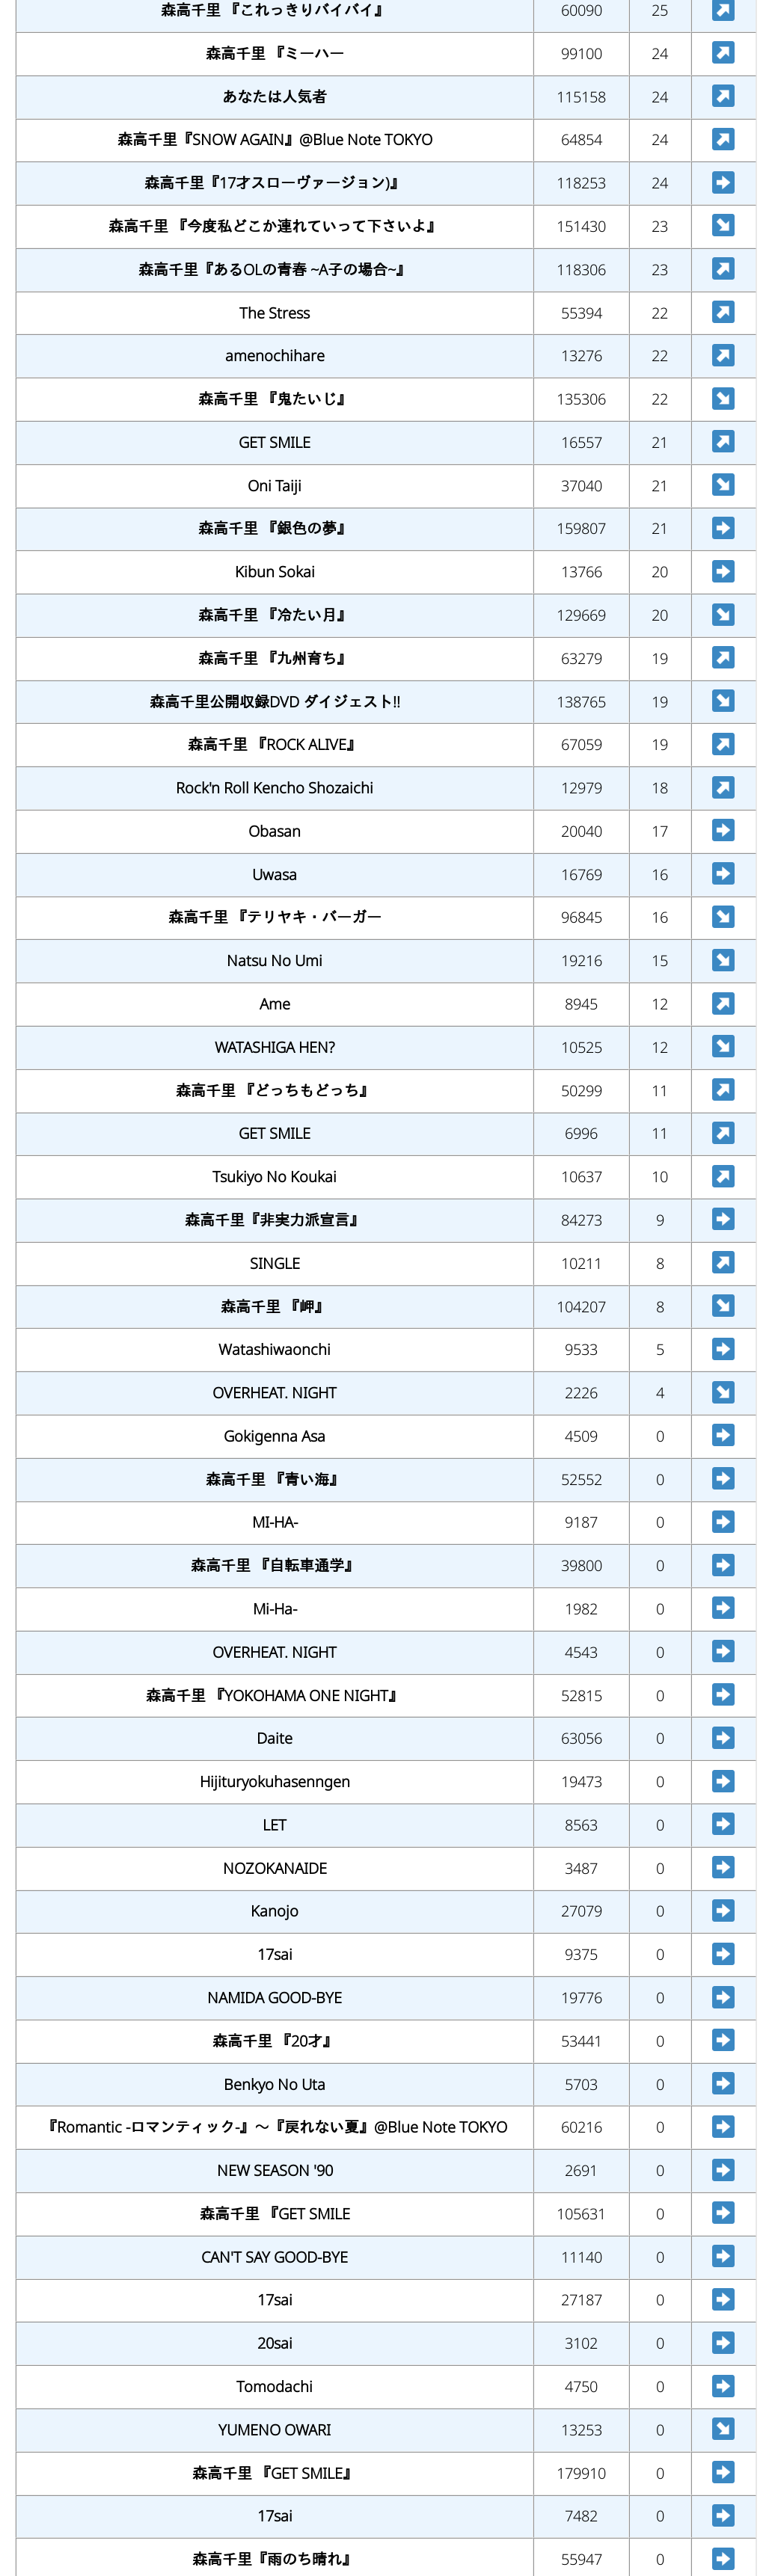 森高千里 『これっきりバイバイ』 60090 25
森高千里 『ミーハー 99100 24
あなたは人気者 115158 24
森高千里『SNOW AGAIN』@Blue Note TOKYO 64854 24
森高千里『17才スローヴァージョン)』 118253 24
森高千里 『今度私どこか連れていって下さいよ』 151430 23
森高千里『あるOLの青春 ~A子の場合~』 118306 23
The Stress 55394 22
amenochihare 13276 22
森高千里 『鬼たいじ』 135306 22
GET SMILE 16557 21
Oni Taiji 37040 21
森高千里 『銀色の夢』 159807 21
Kibun Sokai 13766 20
森高千里 『冷たい月』 129669 20
森高千里 『九州育ち』 63279 19
森高千里公開収録DVD ダイジェスト!! 138765 19
森高千里 『ROCK ALIVE』 67059 19
Rock'n Roll Kencho Shozaichi 12979 18
Obasan 20040 17
Uwasa 16769 16
森高千里 『テリヤキ・バーガー 96845 16
Natsu No Umi 19216 15
Ame 8945 12
WATASHIGA HEN? 10525 12
森高千里 『どっちもどっち』 50299 11
GET SMILE 6996 11
Tsukiyo No Koukai 10637 10
森高千里『非実力派宣言』 84273 9
SINGLE 10211 8
森高千里 『岬』 104207 8
Watashiwaonchi 9533 5
OVERHEAT. NIGHT 2226 4
Gokigenna Asa 4509 0
森高千里 『青い海』 52552 0
MI-HA- 9187 0
森高千里 『自転車通学』 39800 0
Mi-Ha- 1982 0
OVERHEAT. NIGHT 4543 0
森高千里 『YOKOHAMA ONE NIGHT』 52815 0
Daite 63056 0
Hijituryokuhasenngen 19473 0
LET 8563 0
NOZOKANAIDE 3487 0
Kanojo 27079 0
17sai 9375 0
NAMIDA GOOD-BYE 19776 0
森高千里 『20才』 53441 0
Benkyo No Uta 5703 0
『Romantic -ロマンティック-』～『戻れない夏』@Blue Note TOKYO 60216 0
NEW SEASON '90 2691 0
森高千里 『GET SMILE 105631 0
CAN'T SAY GOOD-BYE 11140 0
17sai 27187 0
20sai 3102 0
Tomodachi 4750 0
YUMENO OWARI 13253 0
森高千里 『GET SMILE』 179910 0
17sai 7482 0
森高千里『雨のち晴れ』 55947 0